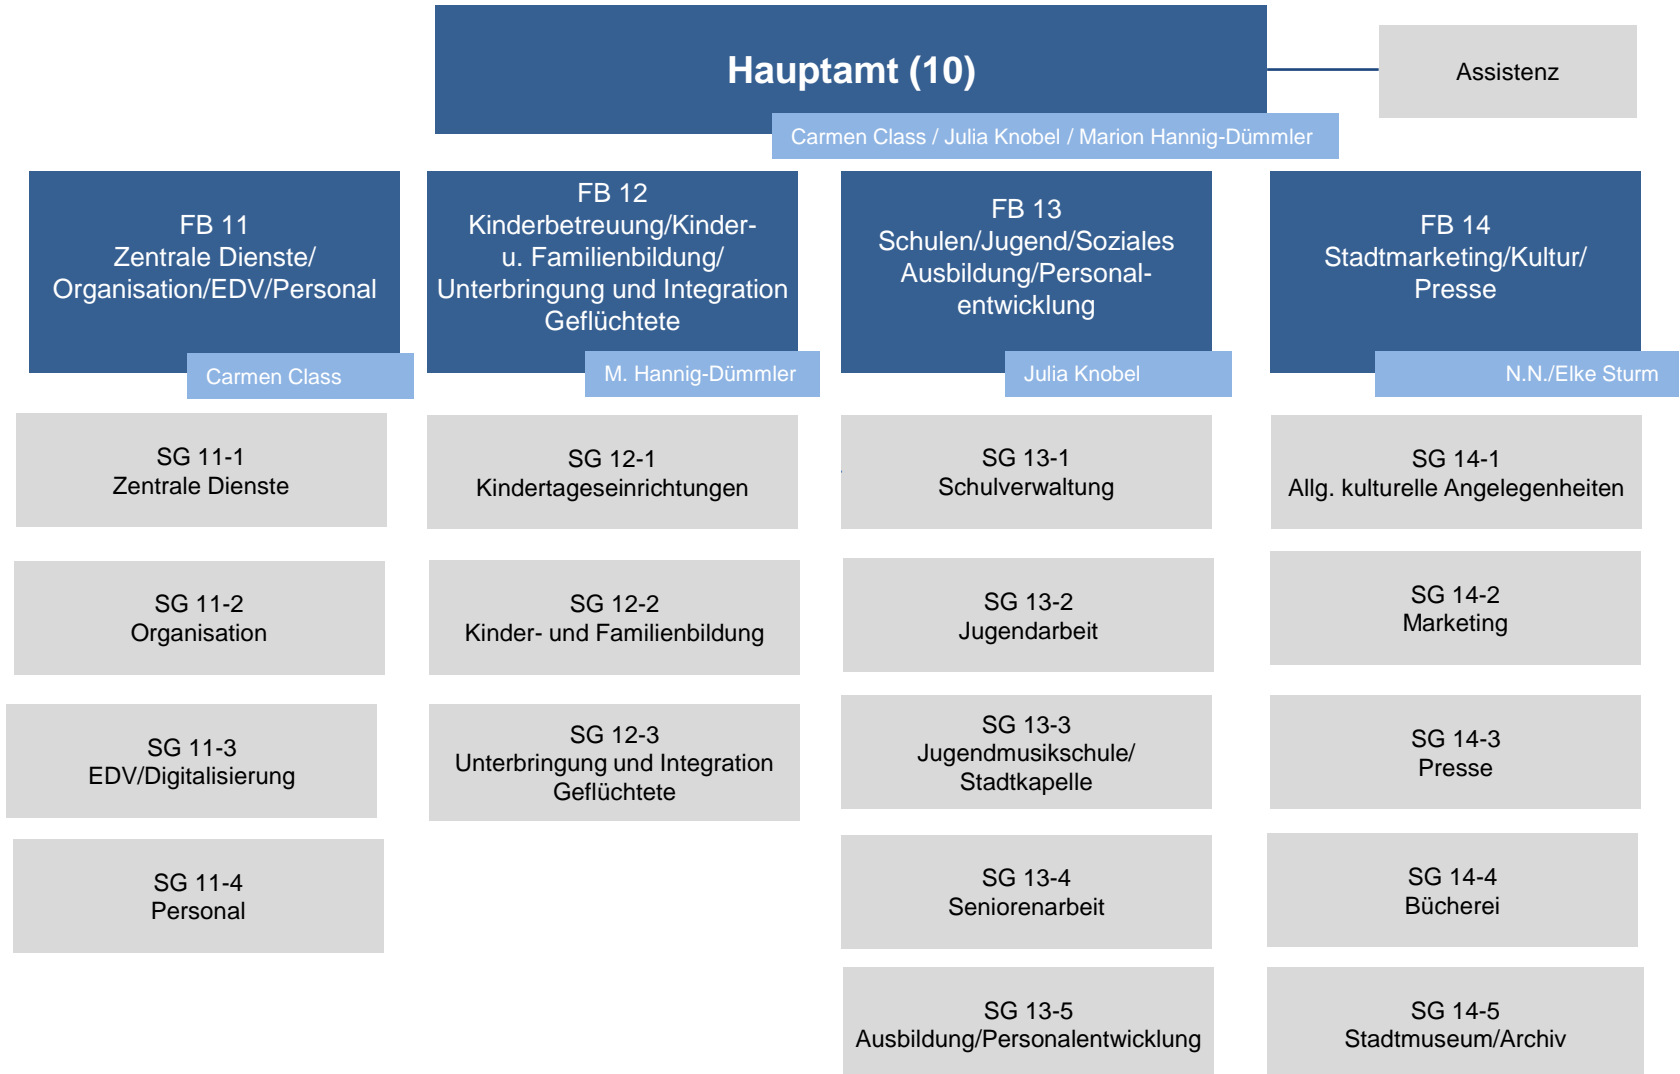 Hauptamt (10)
Assistenz
Carmen Class / Julia Knobel / Marion Hannig-Dümmler
FB 11
Zentrale Dienste/
Organisation/EDV/Personal
Carmen Class
FB 12
Kinderbetreuung/Kinder-
u. Familienbildung/
Unterbringung und Integration
Geflüchtete
M. Hannig-Dümmler
FB 13
Schulen/Jugend/Soziales
Ausbildung/Personal-
entwicklung
Julia Knobel
FB 14
Stadtmarketing/Kultur/
Presse
N.N./Elke Sturm
SG 11-1
Zentrale Dienste
SG 11-2
Organisation
SG 11-3
EDV/Digitalisierung
SG 11-4
Personal
SG 12-1
Kindertageseinrichtungen
SG 12-2
Kinder- und Familienbildung
SG 12-3
Unterbringung und Integration
Geflüchtete
SG 13-1
Schulverwaltung
SG 13-2
Jugendarbeit
SG 13-3
Jugendmusikschule/
Stadtkapelle
SG 13-4
Seniorenarbeit
SG 13-5
Ausbildung/Personalentwicklung
SG 14-1
Allg. kulturelle Angelegenheiten
SG 14-2
Marketing
SG 14-3
Presse
SG 14-4
Bücherei
SG 14-5
Stadtmuseum/Archiv